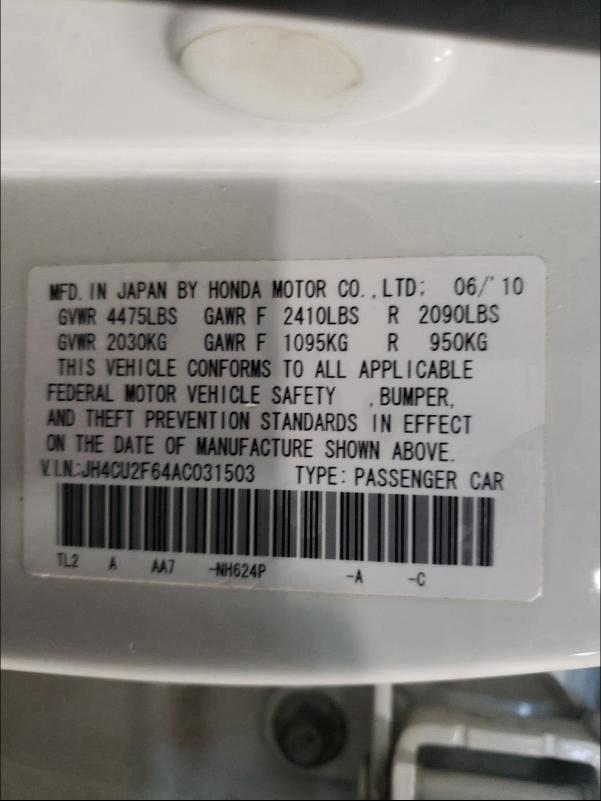 MFD. IN JAPAN BY HONDA MOTOR CO., LTD; 06/'10
GVWR 4475LBS GAWR F 2410LBS R 2090LBS
GVWR 2030KG GAWR F 1095KG R 950KG
THIS VEHICLE CONFORMS TO ALL APPLICABLE
FEDERAL MOTOR VEHICLE SAFETY , BUMPER,
AND THEFT PREVENTION STANDARDS IN EFFECT
ON THE DATE OF MANUFACTURE SHOWN ABOVE.
V.I.N.:JH4CU2F64AC031503 TYPE: PASSENGER CAR
TL2 A AA7 -NH624P -A -C